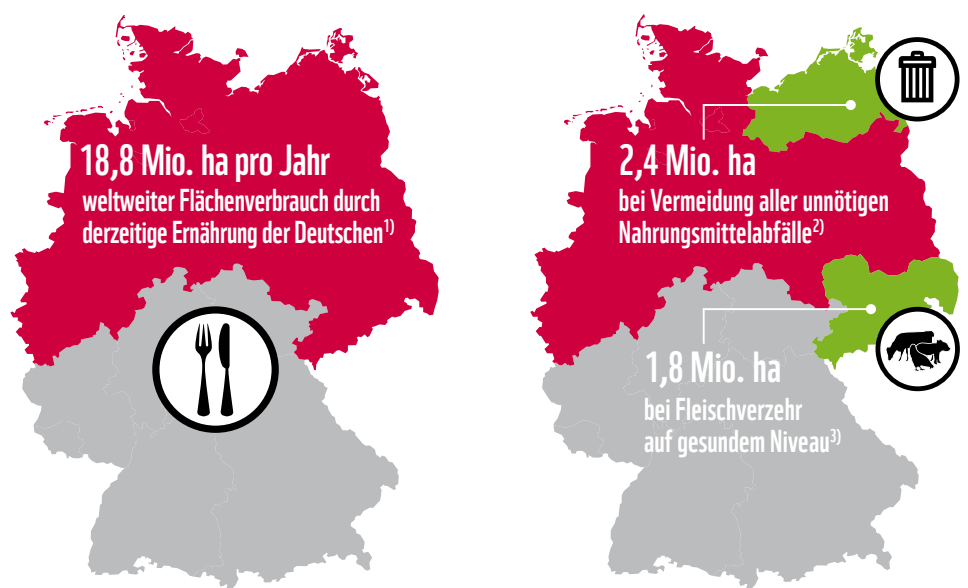 18,8 Mio. ha pro Jahr
weltweiter Flächenverbrauch durch
derzeitige Ernährung der Deutschen¹⁾
2,4 Mio. ha
bei Vermeidung aller unnötigen
Nahrungsmittelabfälle²⁾
1,8 Mio. ha
bei Fleischverzehr
auf gesundem Niveau³⁾